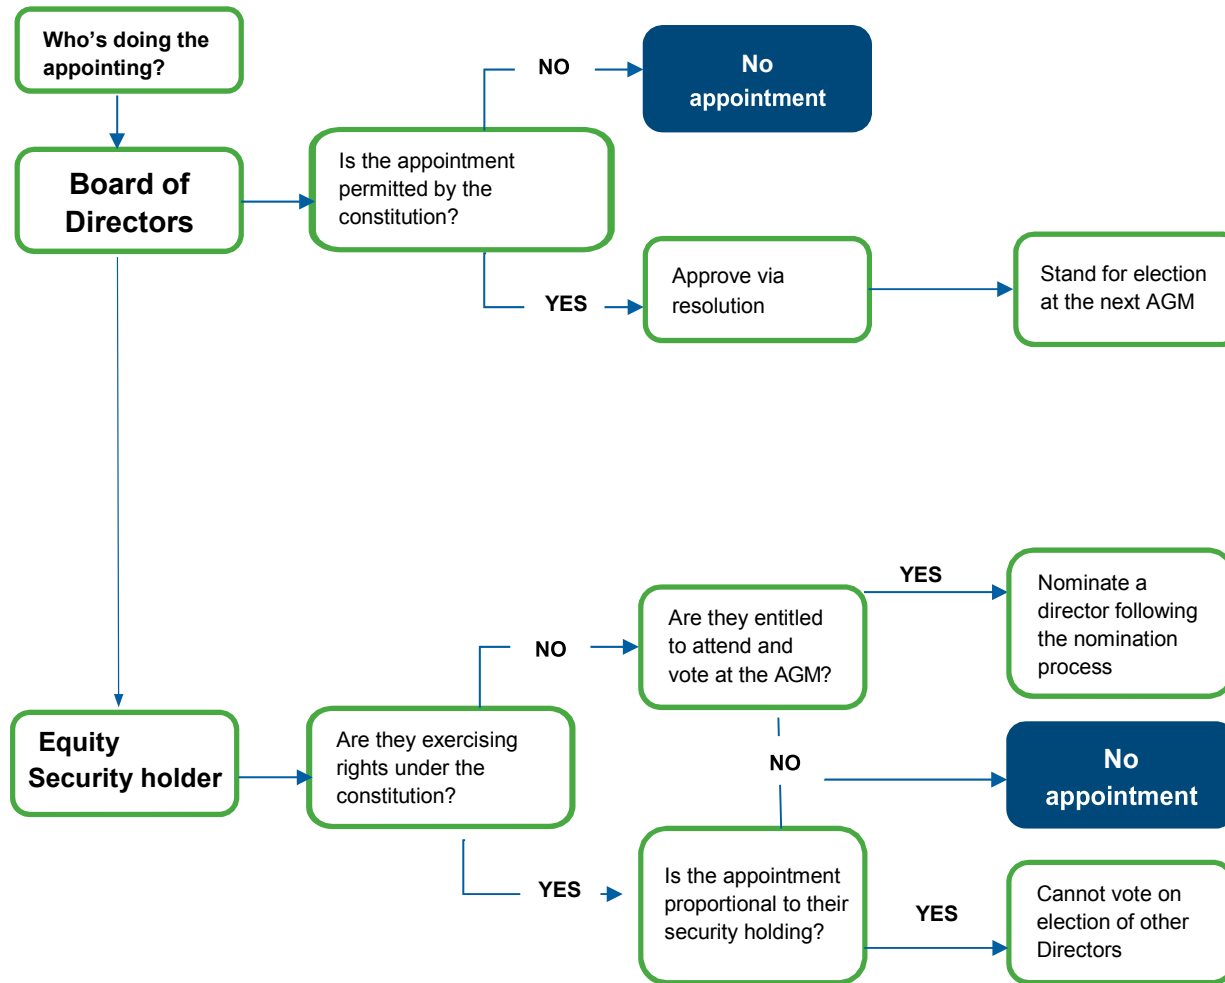 Who's doing the
appointing?
NO
No
appointment
Board of
Directors
Is the appointment
permitted by the
constitution?
YES
Approve via
resolution
Stand for election
at the next AGM
Equity
Security holder
Are they exercising
rights under the
constitution?
NO
Are they entitled
to attend and
vote at the AGM?
YES
Nominate a
director following
the nomination
process
NO
No
appointment
YES
Is the appointment
proportional to their
security holding?
YES
Cannot vote on
election of other
Directors